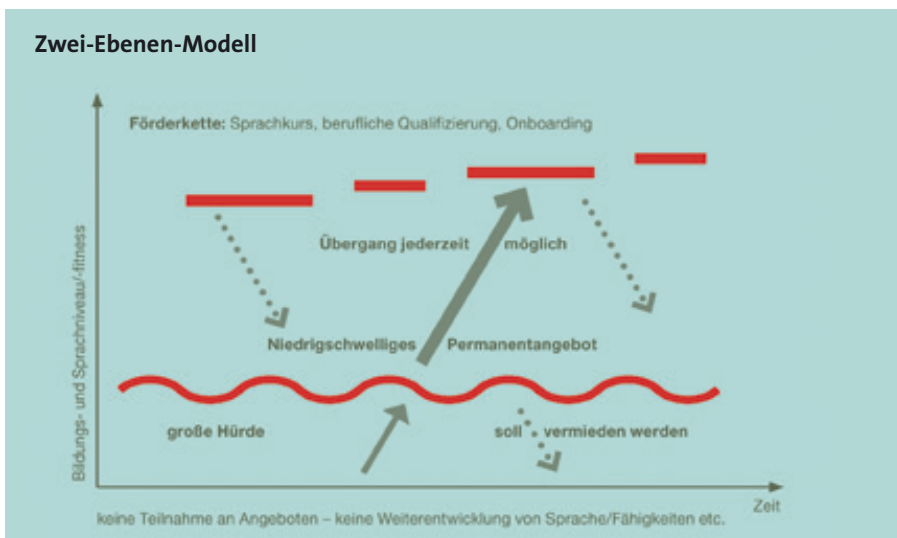 Zwei-Ebenen-Modell
Förderkette: Sprachkurs, berufliche Qualifizierung, Onboarding
Übergang jederzeit möglich
Niedrigschwelliges Permanentangebot
große Hürde
soll vermieden werden
Bildungs- und Sprachniveau/-fitness
Zeit
keine Teilnahme an Angeboten – keine Weiterentwicklung von Sprache/Fähigkeiten etc.